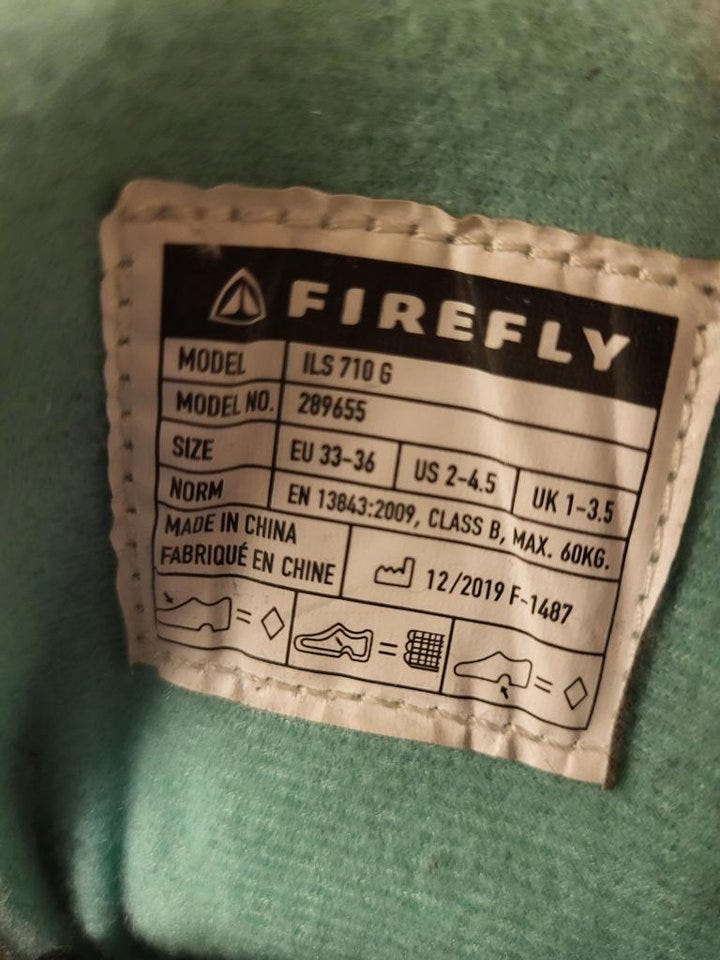 FIREFLY
MODEL ILS 710 G
MODEL NO. 289655
SIZE EU 33-36 US 2-4.5 UK 1-3.5
NORM EN 13843:2009, CLASS B, MAX. 60KG.
MADE IN CHINA
FABRIQUÉ EN CHINE
12/2019 F-1487
= = =